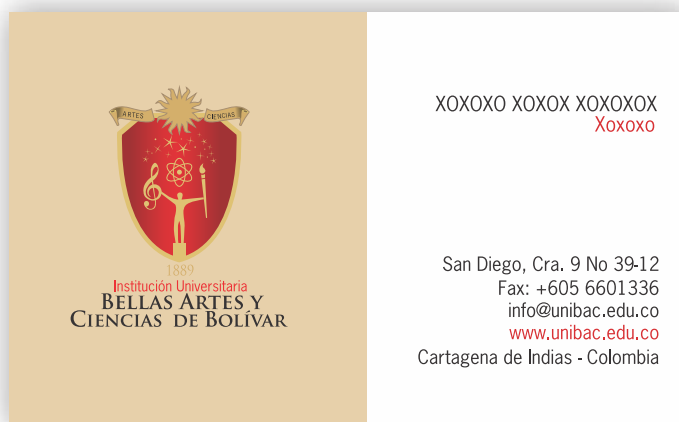 ARTES
CIENCIAS
1889
Institución Universitaria
BELLAS ARTES Y
CIENCIAS DE BOLÍVAR
XOXOXO XOXOX XOXOXOX
Xoxoxo
San Diego, Cra. 9 No 39-12
Fax: +605 6601336
info@unibac.edu.co
www.unibac.edu.co
Cartagena de Indias - Colombia